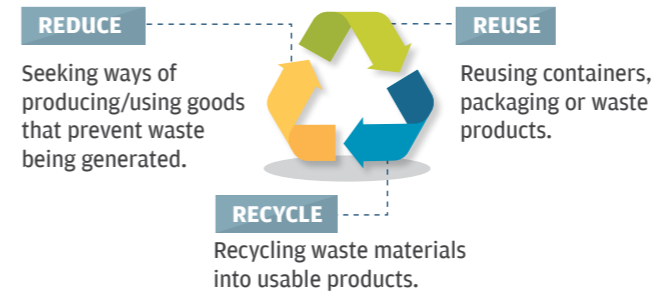 REDUCE
Seeking ways of
producing/using goods
that prevent waste
being generated.
REUSE
Reusing containers,
packaging or waste
products.
RECYCLE
Recycling waste materials
into usable products.